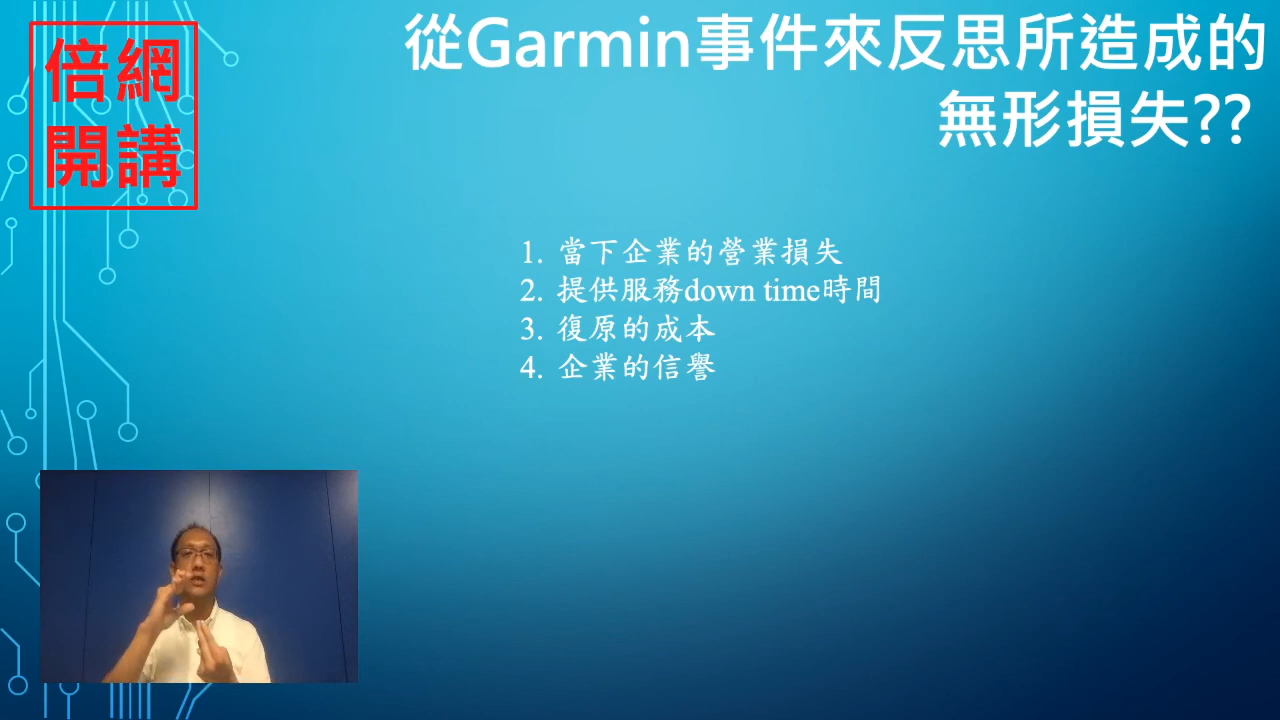 倍網
開講
從Garmin事件來反思所造成的
無形損失??
1. 當下企業的營業損失
2. 提供服務down time時間
3. 復原的成本
4. 企業的信譽